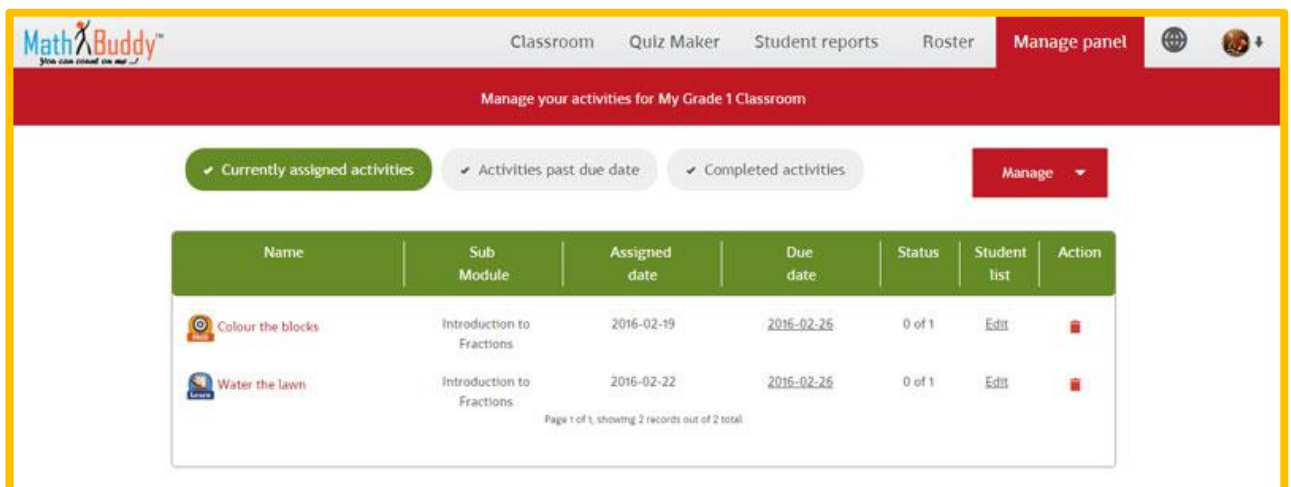 Math Buddy™
You can count on me ...!
Classroom Quiz Maker Student reports Roster Manage panel
Manage your activities for My Grade 1 Classroom
Currently assigned activities Activities past due date Completed activities Manage
Name Sub Module Assigned date Due date Status Student list Action
Colour the blocks Introduction to Fractions 2016-02-19 2016-02-26 0 of 1 Edit
Learn
Water the lawn Introduction to Fractions 2016-02-22 2016-02-26 0 of 1 Edit
Page 1 of 1, showing 2 records out of 2 total